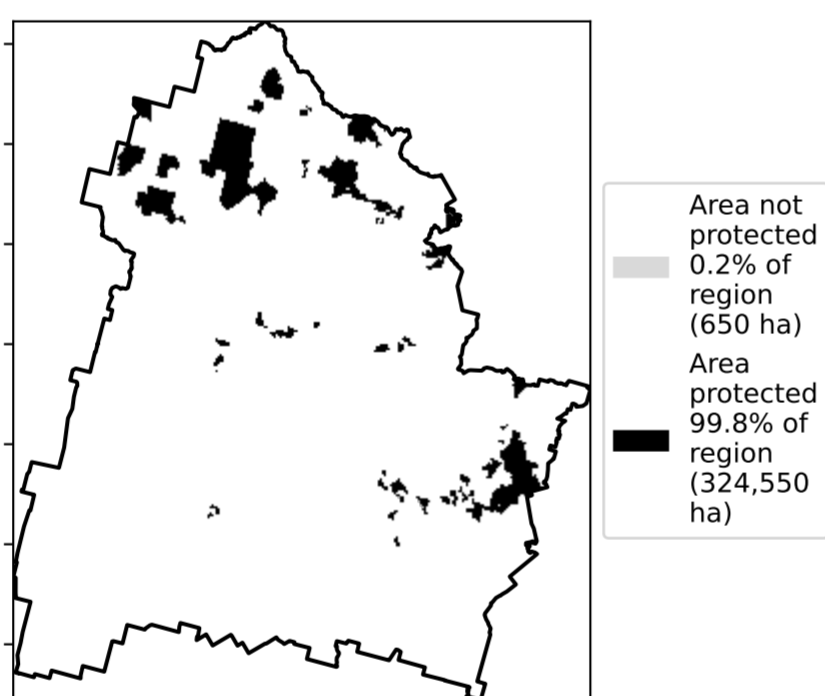 Area not
protected
0.2% of
region
(650 ha)
Area
protected
99.8% of
region
(324,550
ha)